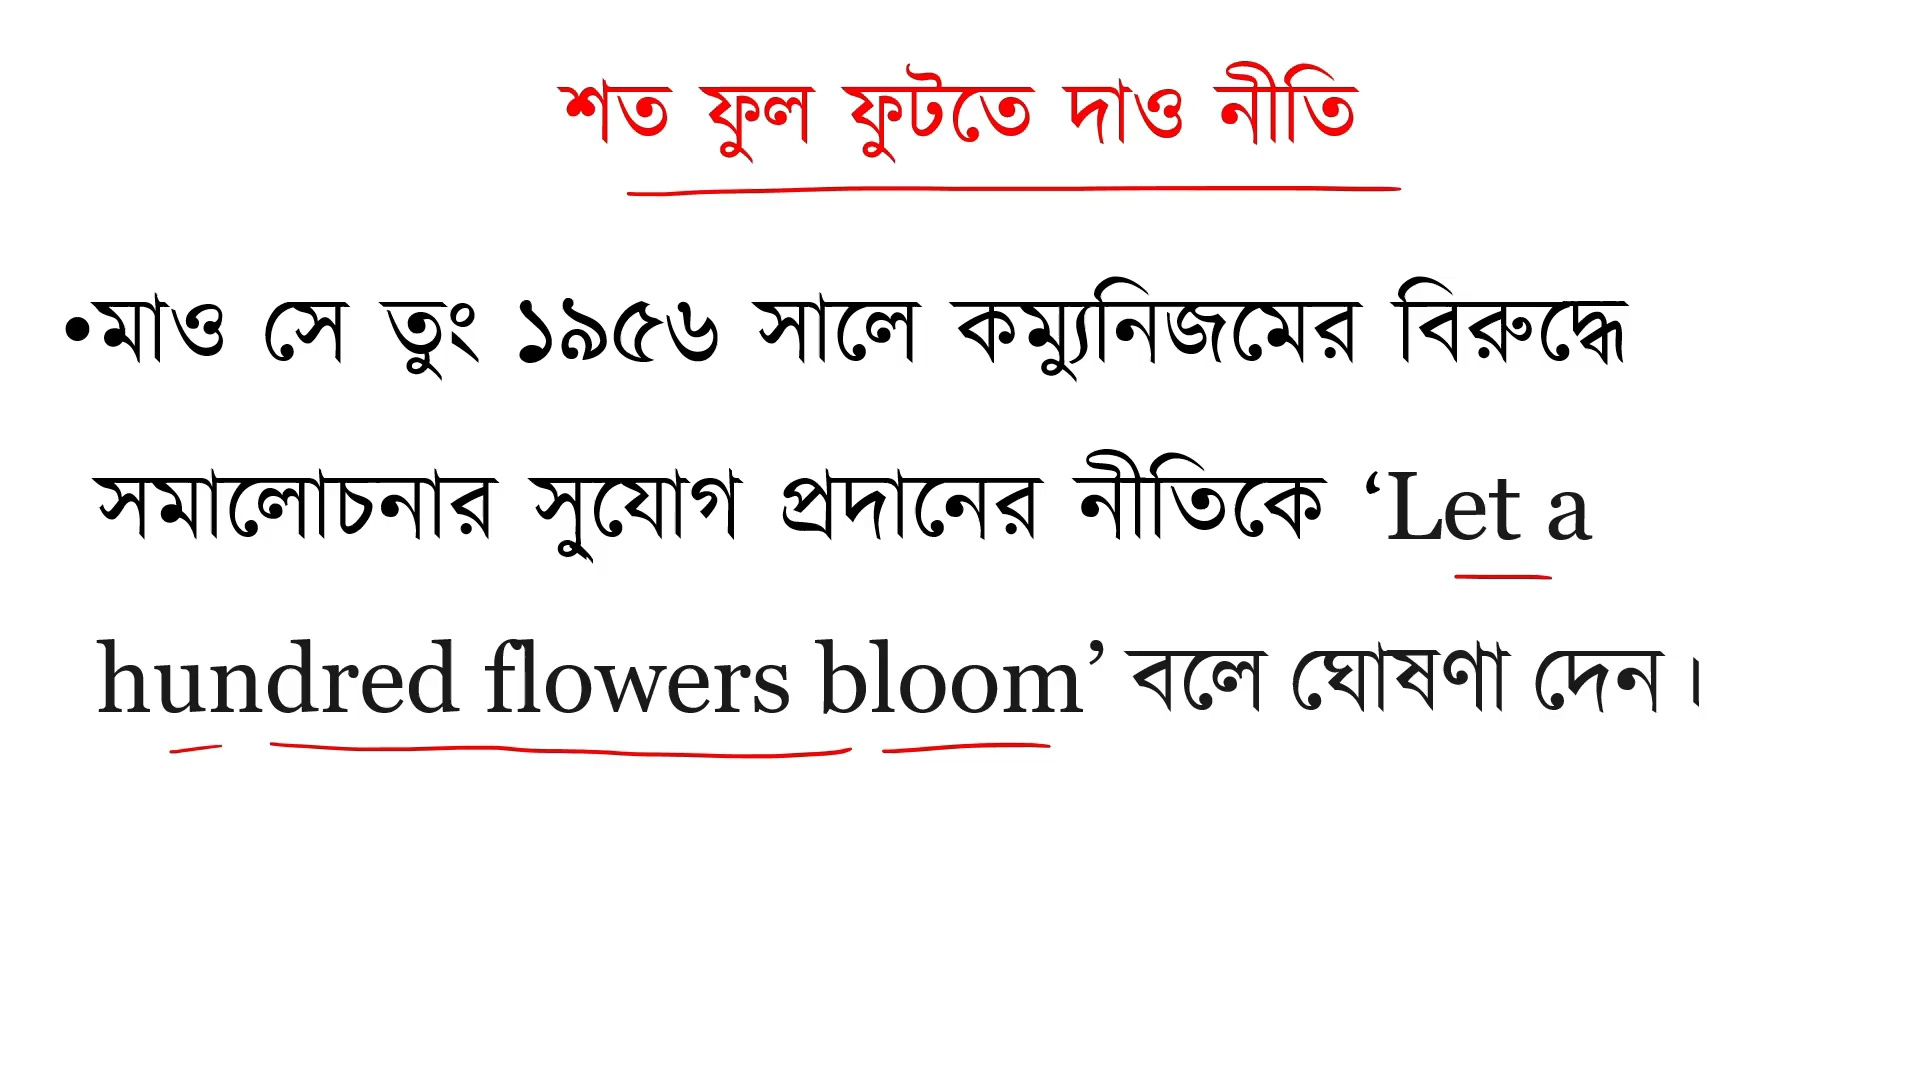 শত ফুল ফুটতে দাও নীতি
•মাও সে তুং ১৯৫৬ সালে কম্যুনিজমের বিরুদ্ধে
সমালোচনার সুযোগ প্রদানের নীতিকে ‘Let a
hundred flowers bloom’ বলে ঘোষণা দেন।